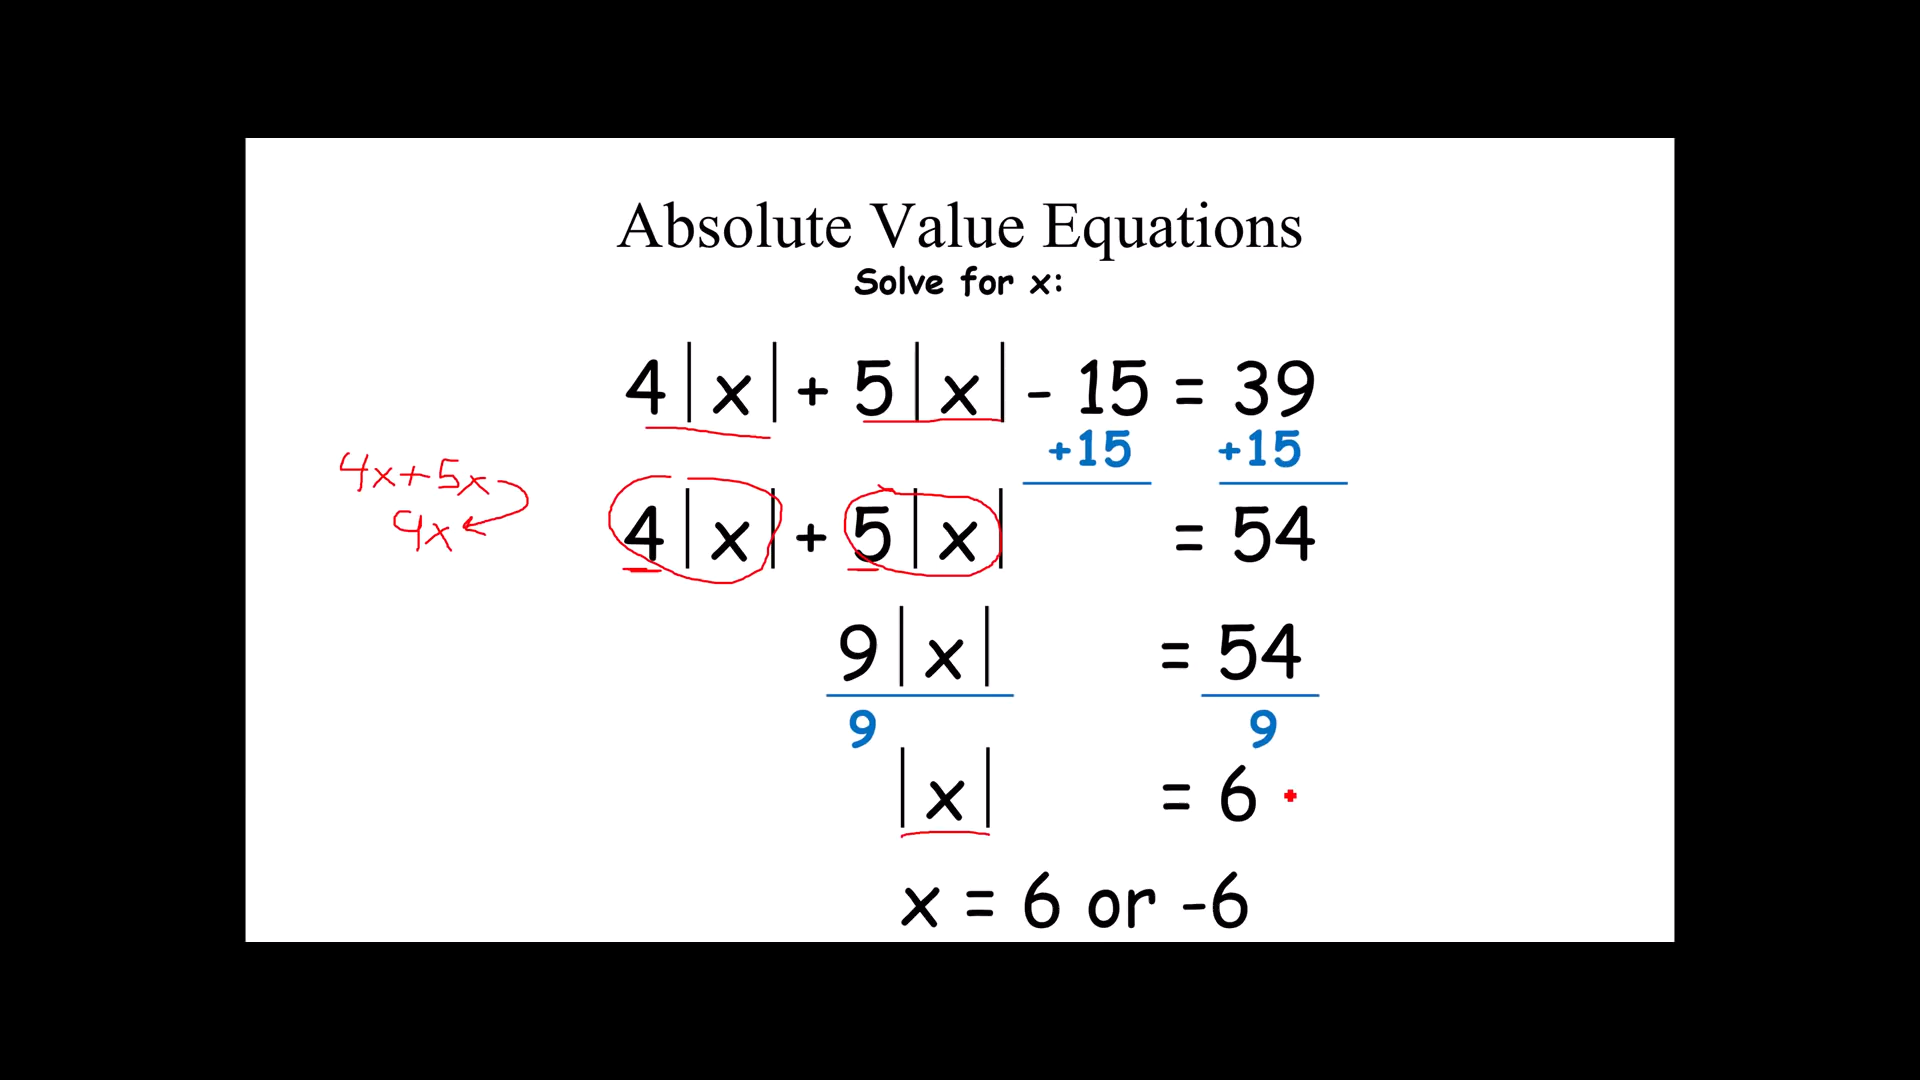 Absolute Value Equations
Solve for x:
4|x| + 5|x| - 15 = 39
+15 +15
4x+5x
4|x| + 5|x| = 54
9x
9|x| = 54
9 9
|x| = 6
x = 6 or -6